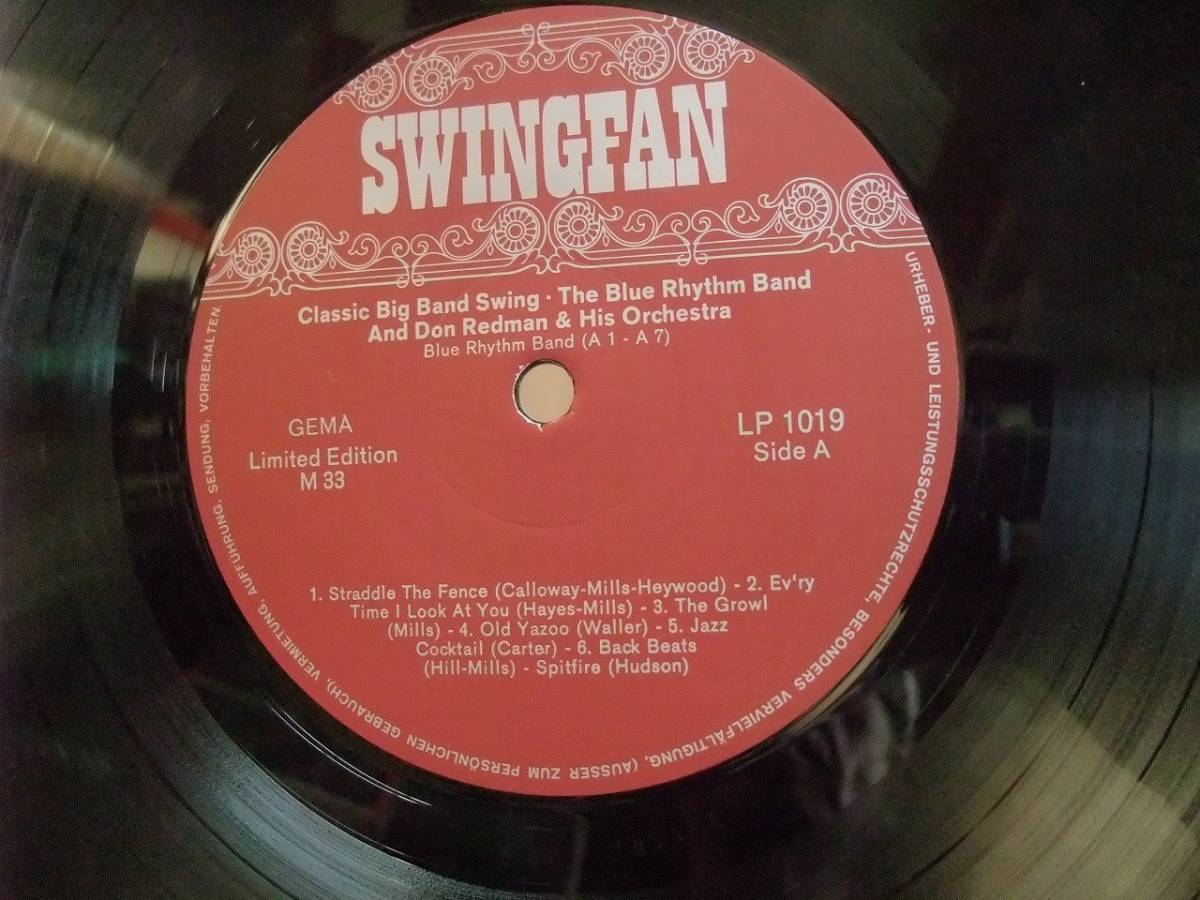 SWINGFAN
Classic Big Band Swing · The Blue Rhythm Band
And Don Redman & His Orchestra
Blue Rhythm Band (A 1 - A 7)
GEMA
Limited Edition
M 33
LP 1019
Side A
1. Straddle The Fence (Calloway-Mills-Heywood) - 2. Ev'ry
Time I Look At You (Hayes-Mills) - 3. The Growl
(Mills) - 4. Old Yazoo (Waller) - 5. Jazz
Cocktail (Carter) - 6. Back Beats
(Hill-Mills) - Spitfire (Hudson)
URHEBER- UND LEISTUNGSSCHUTZRECHTE, BESONDERS VERVIELFÄLTIGUNG, (AUSSER ZUM PERSÖNLICHEN GEBRAUCH), VERMIETUNG, AUFFÜHRUNG, SENDUNG, VORBEHALTEN